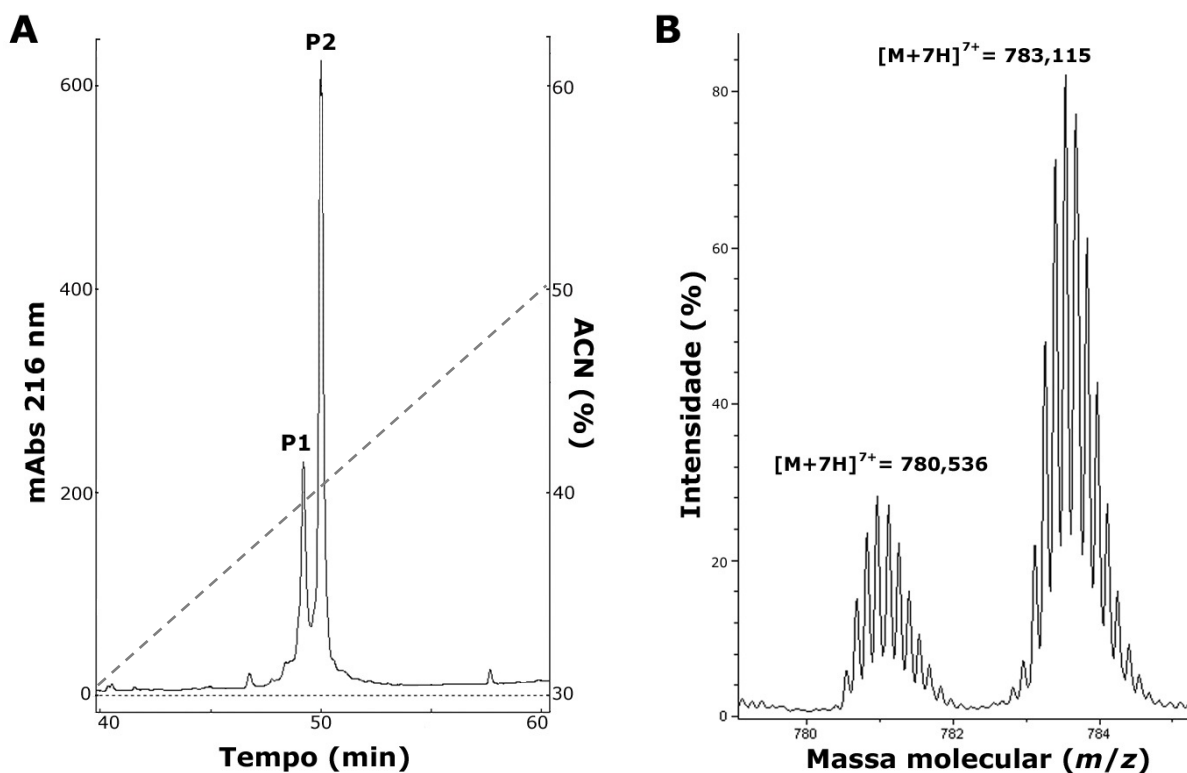 A
P2
600
60
400
50
P1
200
40
0
30
40
50
60
mAbs 216 nm
ACN (%)
Tempo (min)
B
[M+7H]7+= 783,115
80
60
40
[M+7H]7+= 780,536
20
0
780
782
784
Intensidade (%)
Massa molecular (m/z)